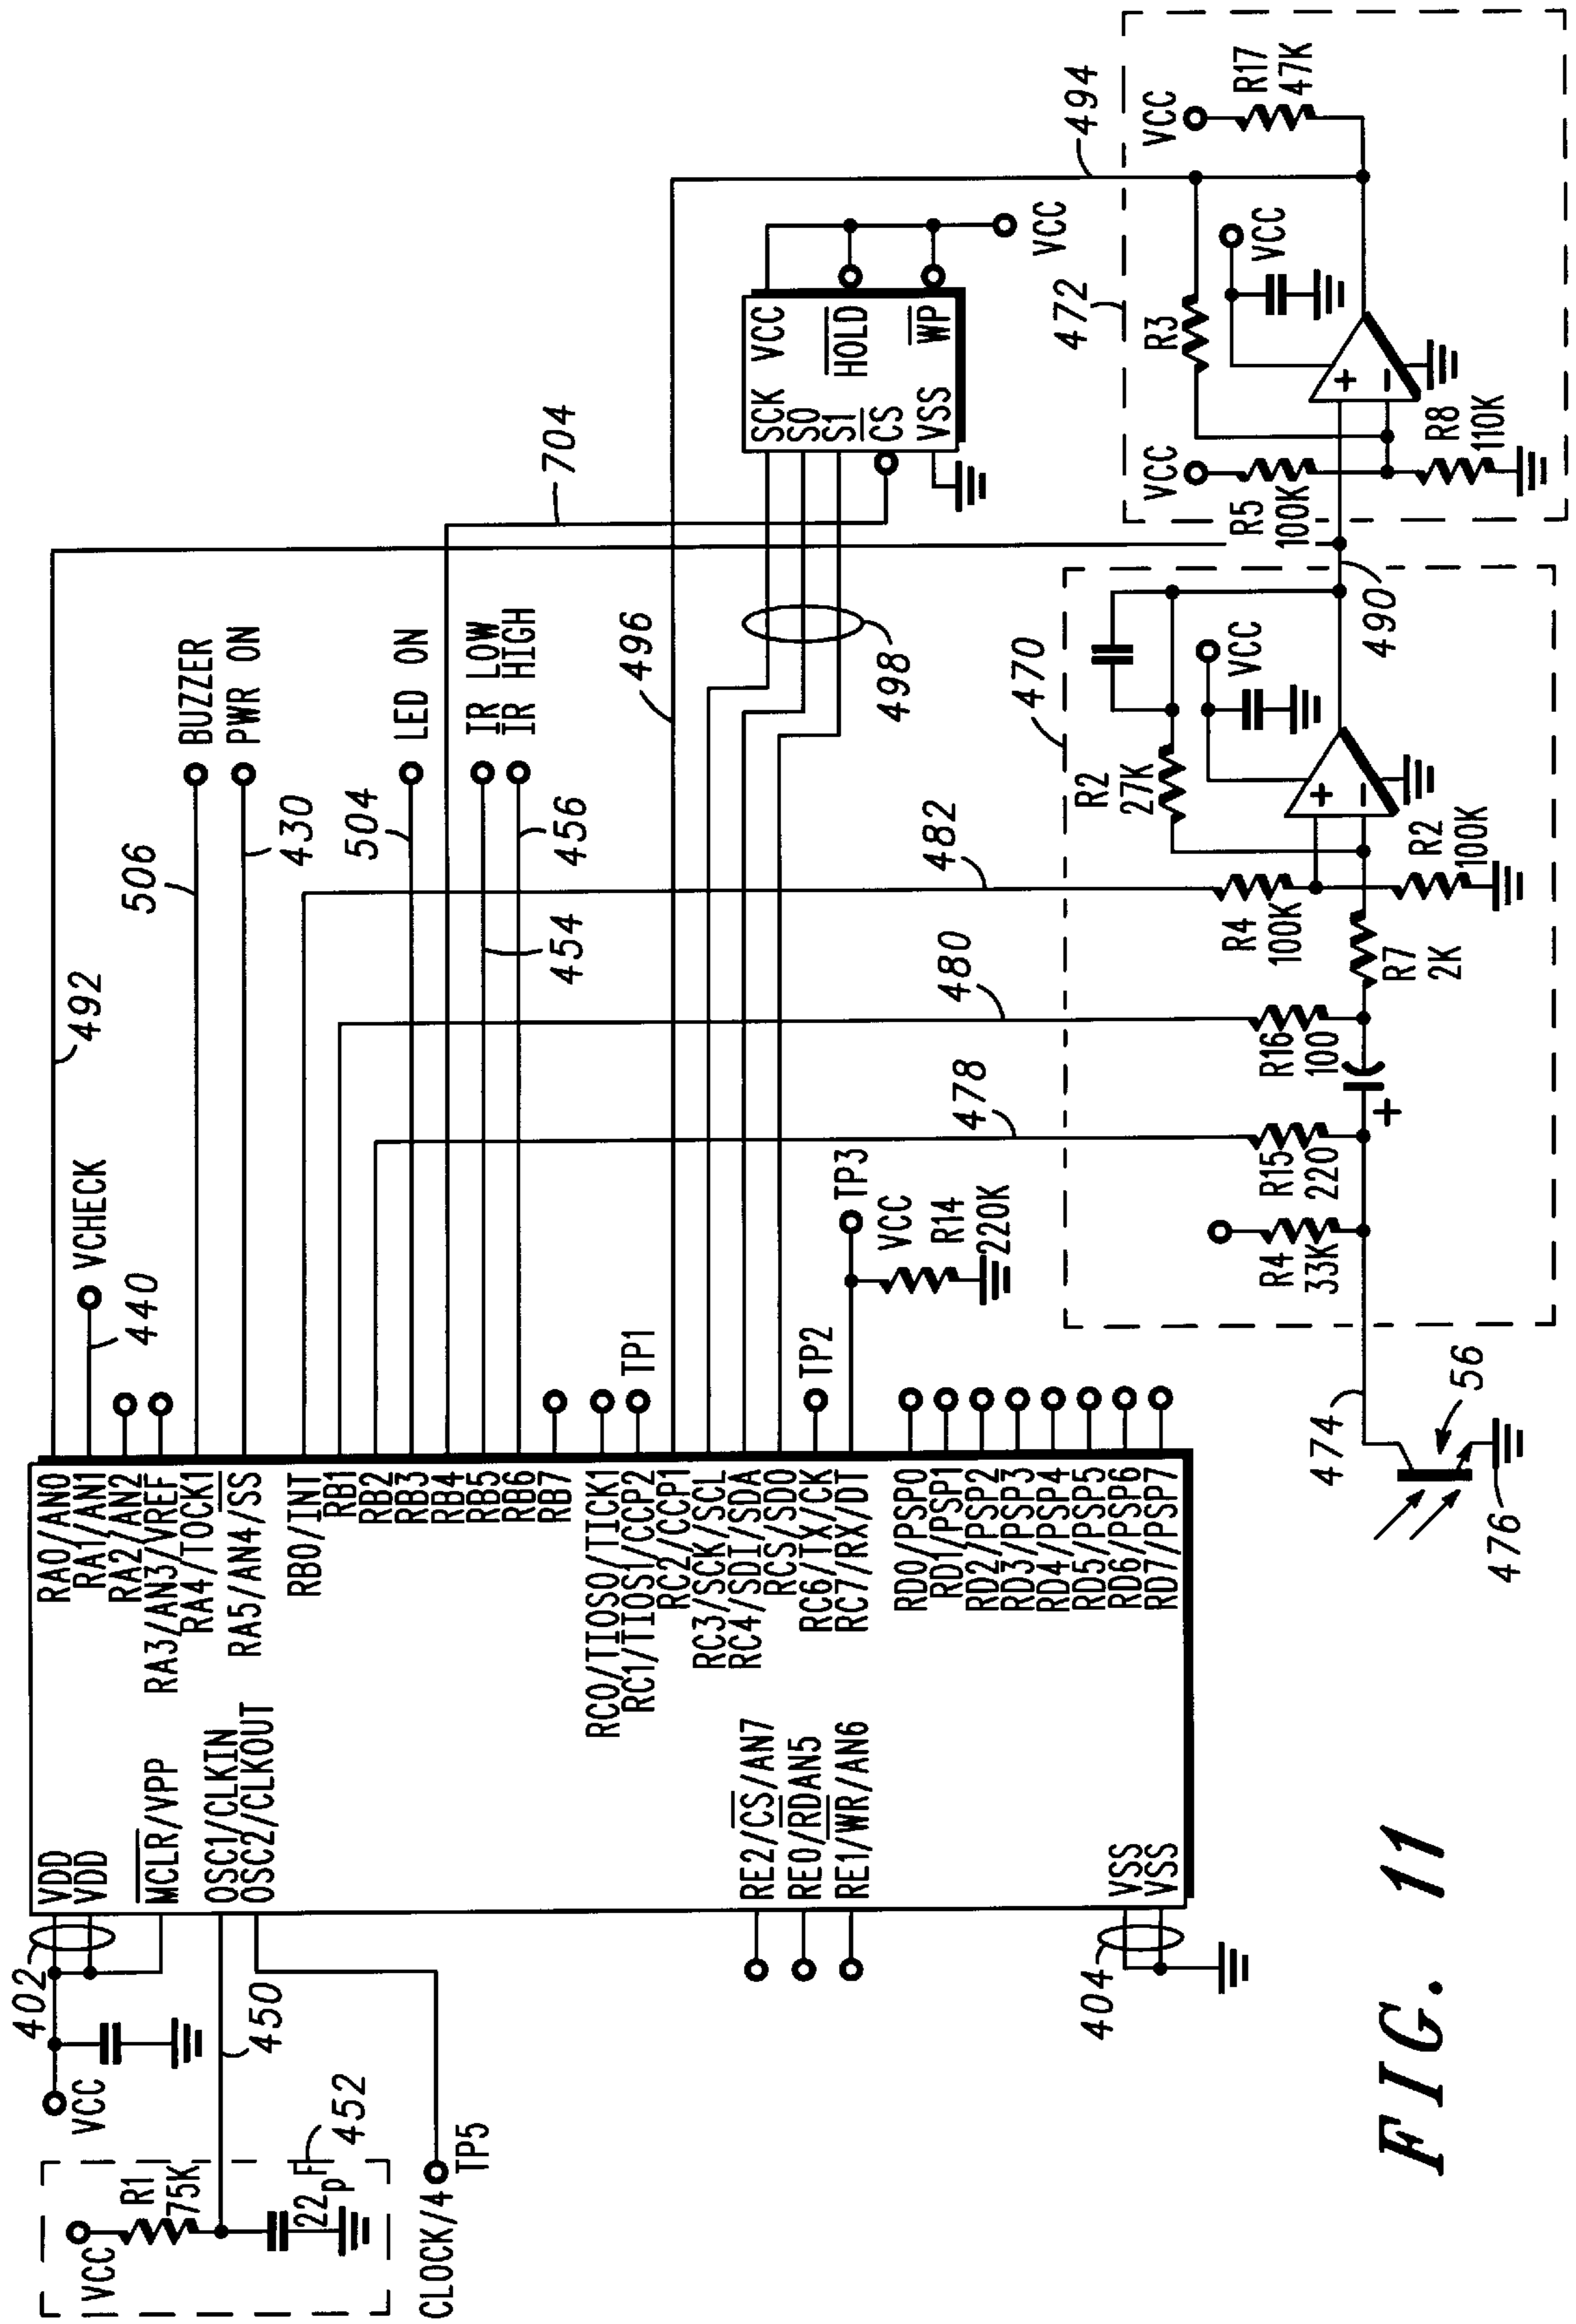 VCC
R1
75K
22pF
452
VCC
402
450
CLOCK/4
TP5
VDD
VDD
MCLR/VPP
OSC1/CLKIN
OSC2/CLKOUT
RE2/CS/AN7
RE0/RDAN5
RE1/WR/AN6
VSS
VSS
404
RA0/AN0
RA1/AN1
RA2/AN2
RA3/AN3/VREF
RA4/TOCK1
RA5/AN4/SS
RB0/INT
RB1
RB2
RB3
RB4
RB5
RB6
RB7
RC0/TIOSO/TICK1
RC1/TIOS1/CCP2
RC2/CCP1
RC3/SCK/SCL
RC4/SDI/SDA
RCS/SDO
RC6/TX/CK
RC7/RX/DT
RD0/PSP0
RD1/PSP1
RD2/PSP2
RD3/PSP3
RD4/PSP4
RD5/PSP5
RD6/PSP6
RD7/PSP7
440
VCHECK
492
506
BUZZER
430
PWR ON
504
LED ON
454
IR LOW
456
IR HIGH
TP1
TP2
TP3
VCC
R14
220K
496
498
704
SCK
SO
S1
CS
VSS
VCC
HOLD
WP
VCC
494
478
480
482
470
474
56
476
R4
33K
R15
220
+
R16
100
R7
2K
R4
100K
R2
100K
R2
27K
+
−
VCC
490
472
VCC
R5
100K
R8
110K
R3
+
−
VCC
VCC
R17
47K
FIG. 11